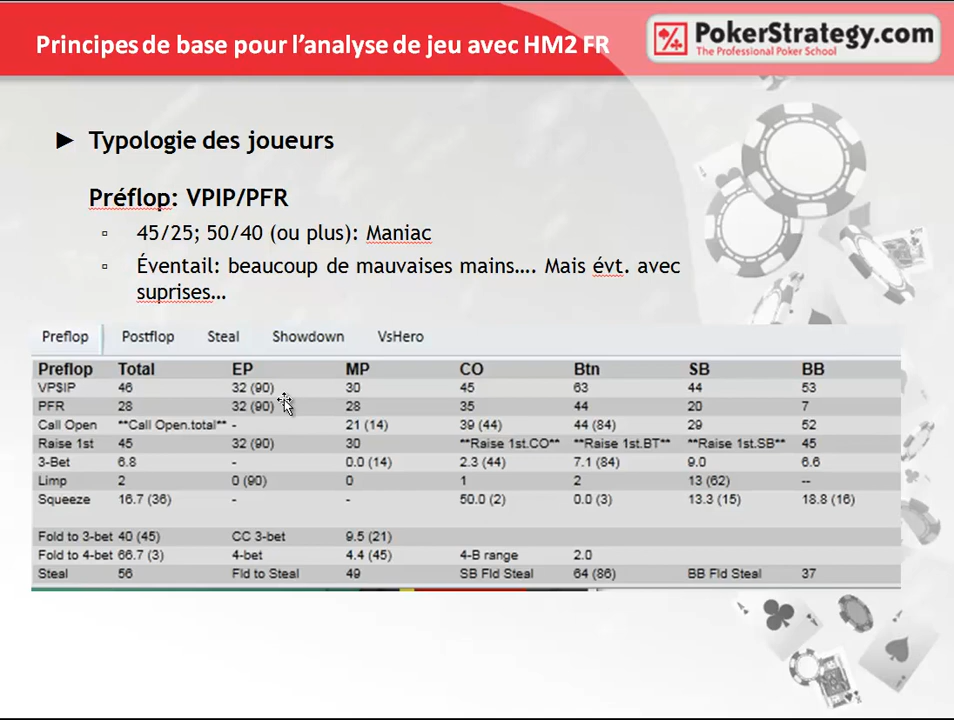 Principes de base pour l'analyse de jeu avec HM2 FR
PokerStrategy.com
The Professional Poker School
► Typologie des joueurs
Préflop: VPIP/PFR
▫ 45/25; 50/40 (ou plus): Maniac
▫ Éventail: beaucoup de mauvaises mains…. Mais évt. avec
suprises…
Preflop Postflop Steal Showdown VsHero
Preflop Total EP MP CO Btn SB BB
VP$IP 46 32 (90) 30 45 63 44 53
PFR 28 32 (90) 28 35 44 20 7
Call Open **Call Open.total** - 21 (14) 39 (44) 44 (84) 29 52
Raise 1st 45 32 (90) 30 **Raise 1st.CO** **Raise 1st.BT** **Raise 1st.SB** 45
3-Bet 6.8 - 0.0 (14) 2.3 (44) 7.1 (84) 9.0 6.6
Limp 2 0 (90) 0 1 2 13 (62) --
Squeeze 16.7 (36) - - 50.0 (2) 0.0 (3) 13.3 (15) 18.8 (16)
Fold to 3-bet 40 (45) CC 3-bet 9.5 (21)
Fold to 4-bet 66.7 (3) 4-bet 4.4 (45) 4-B range 2.0
Steal 56 Fld to Steal 49 SB Fld Steal 64 (86) BB Fld Steal 37